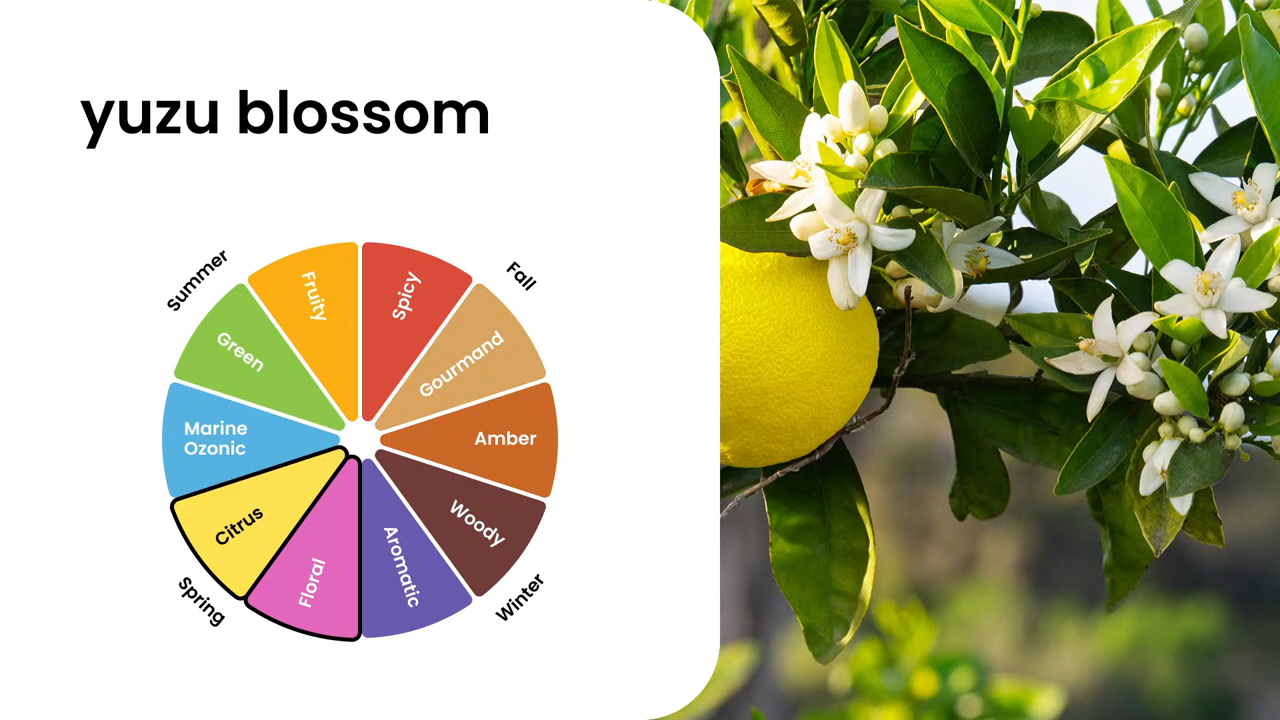 yuzu blossom
Summer
Fall
Fruity
Spicy
Green
Gourmand
Marine
Ozonic
Amber
Citrus
Woody
Floral
Aromatic
Spring
Winter